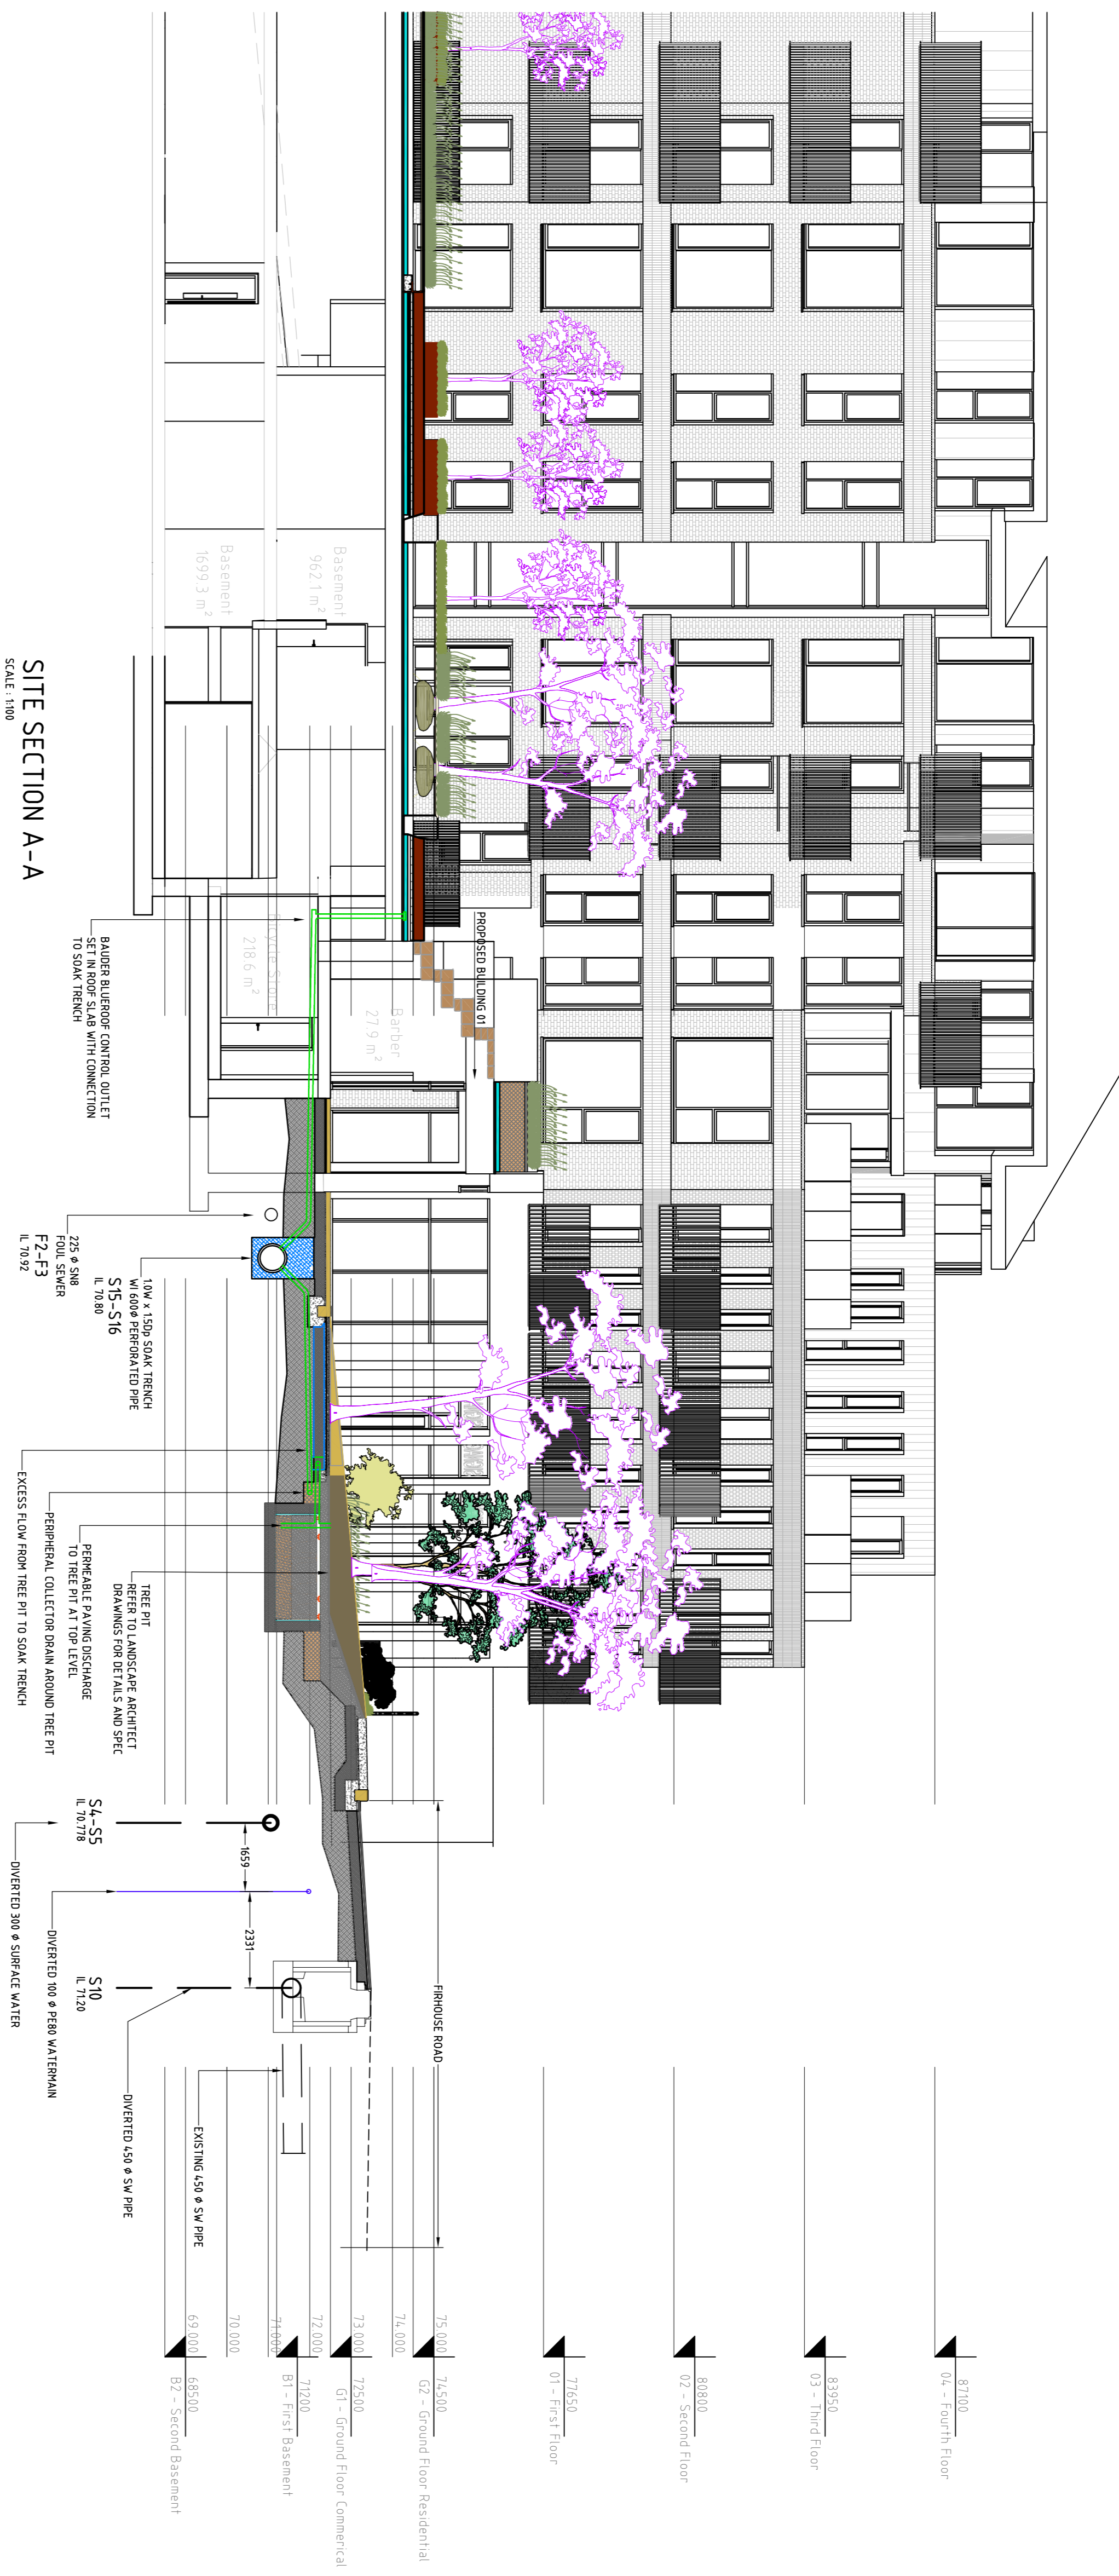 87100
04 - Fourth Floor
83950
03 - Third Floor
80800
02 - Second Floor
77650
01 - First Floor
75.000
74500
G2 - Ground Floor Residential
74.000
73.000
72500
G1 - Ground Floor Commerical
72.000
71200
71.000
B1 - First Basement
70.000
69.000
68500
B2 - Second Basement
PROPOSED BUILDING 01
FIRHOUSE ROAD
Barber
27.9 m²
Basement
962.1 m²
Basement
1699.3 m²
Bicycle Store
218.6 m²
1659
2331
BAUDER BLUEROOF CONTROL OUTLET
SET IN ROOF SLAB WITH CONNECTION
TO SOAK TRENCH
225 Ø SN8
FOUL SEWER
F2-F3
IL 70.92
1.0W x 1.5Dp SOAK TRENCH
W/ 600Ø PERFORATED PIPE
S15-S16
IL 70.80
TREE PIT
REFER TO LANDSCAPE ARCHITECT
DRAWINGS FOR DETAILS AND SPEC
PERMEABLE PAVING DISCHARGE
TO TREE PIT AT TOP LEVEL
PERIPHERAL COLLECTOR DRAIN AROUND TREE PIT
EXCESS FLOW FROM TREE PIT TO SOAK TRENCH
S4-S5
IL 70.778
S10
IL 71.20
EXISTING 450 Ø SW PIPE
DIVERTED 450 Ø SW PIPE
DIVERTED 100 Ø PE80 WATERMAIN
DIVERTED 300 Ø SURFACE WATER
SITE SECTION A-A
SCALE : 1:100